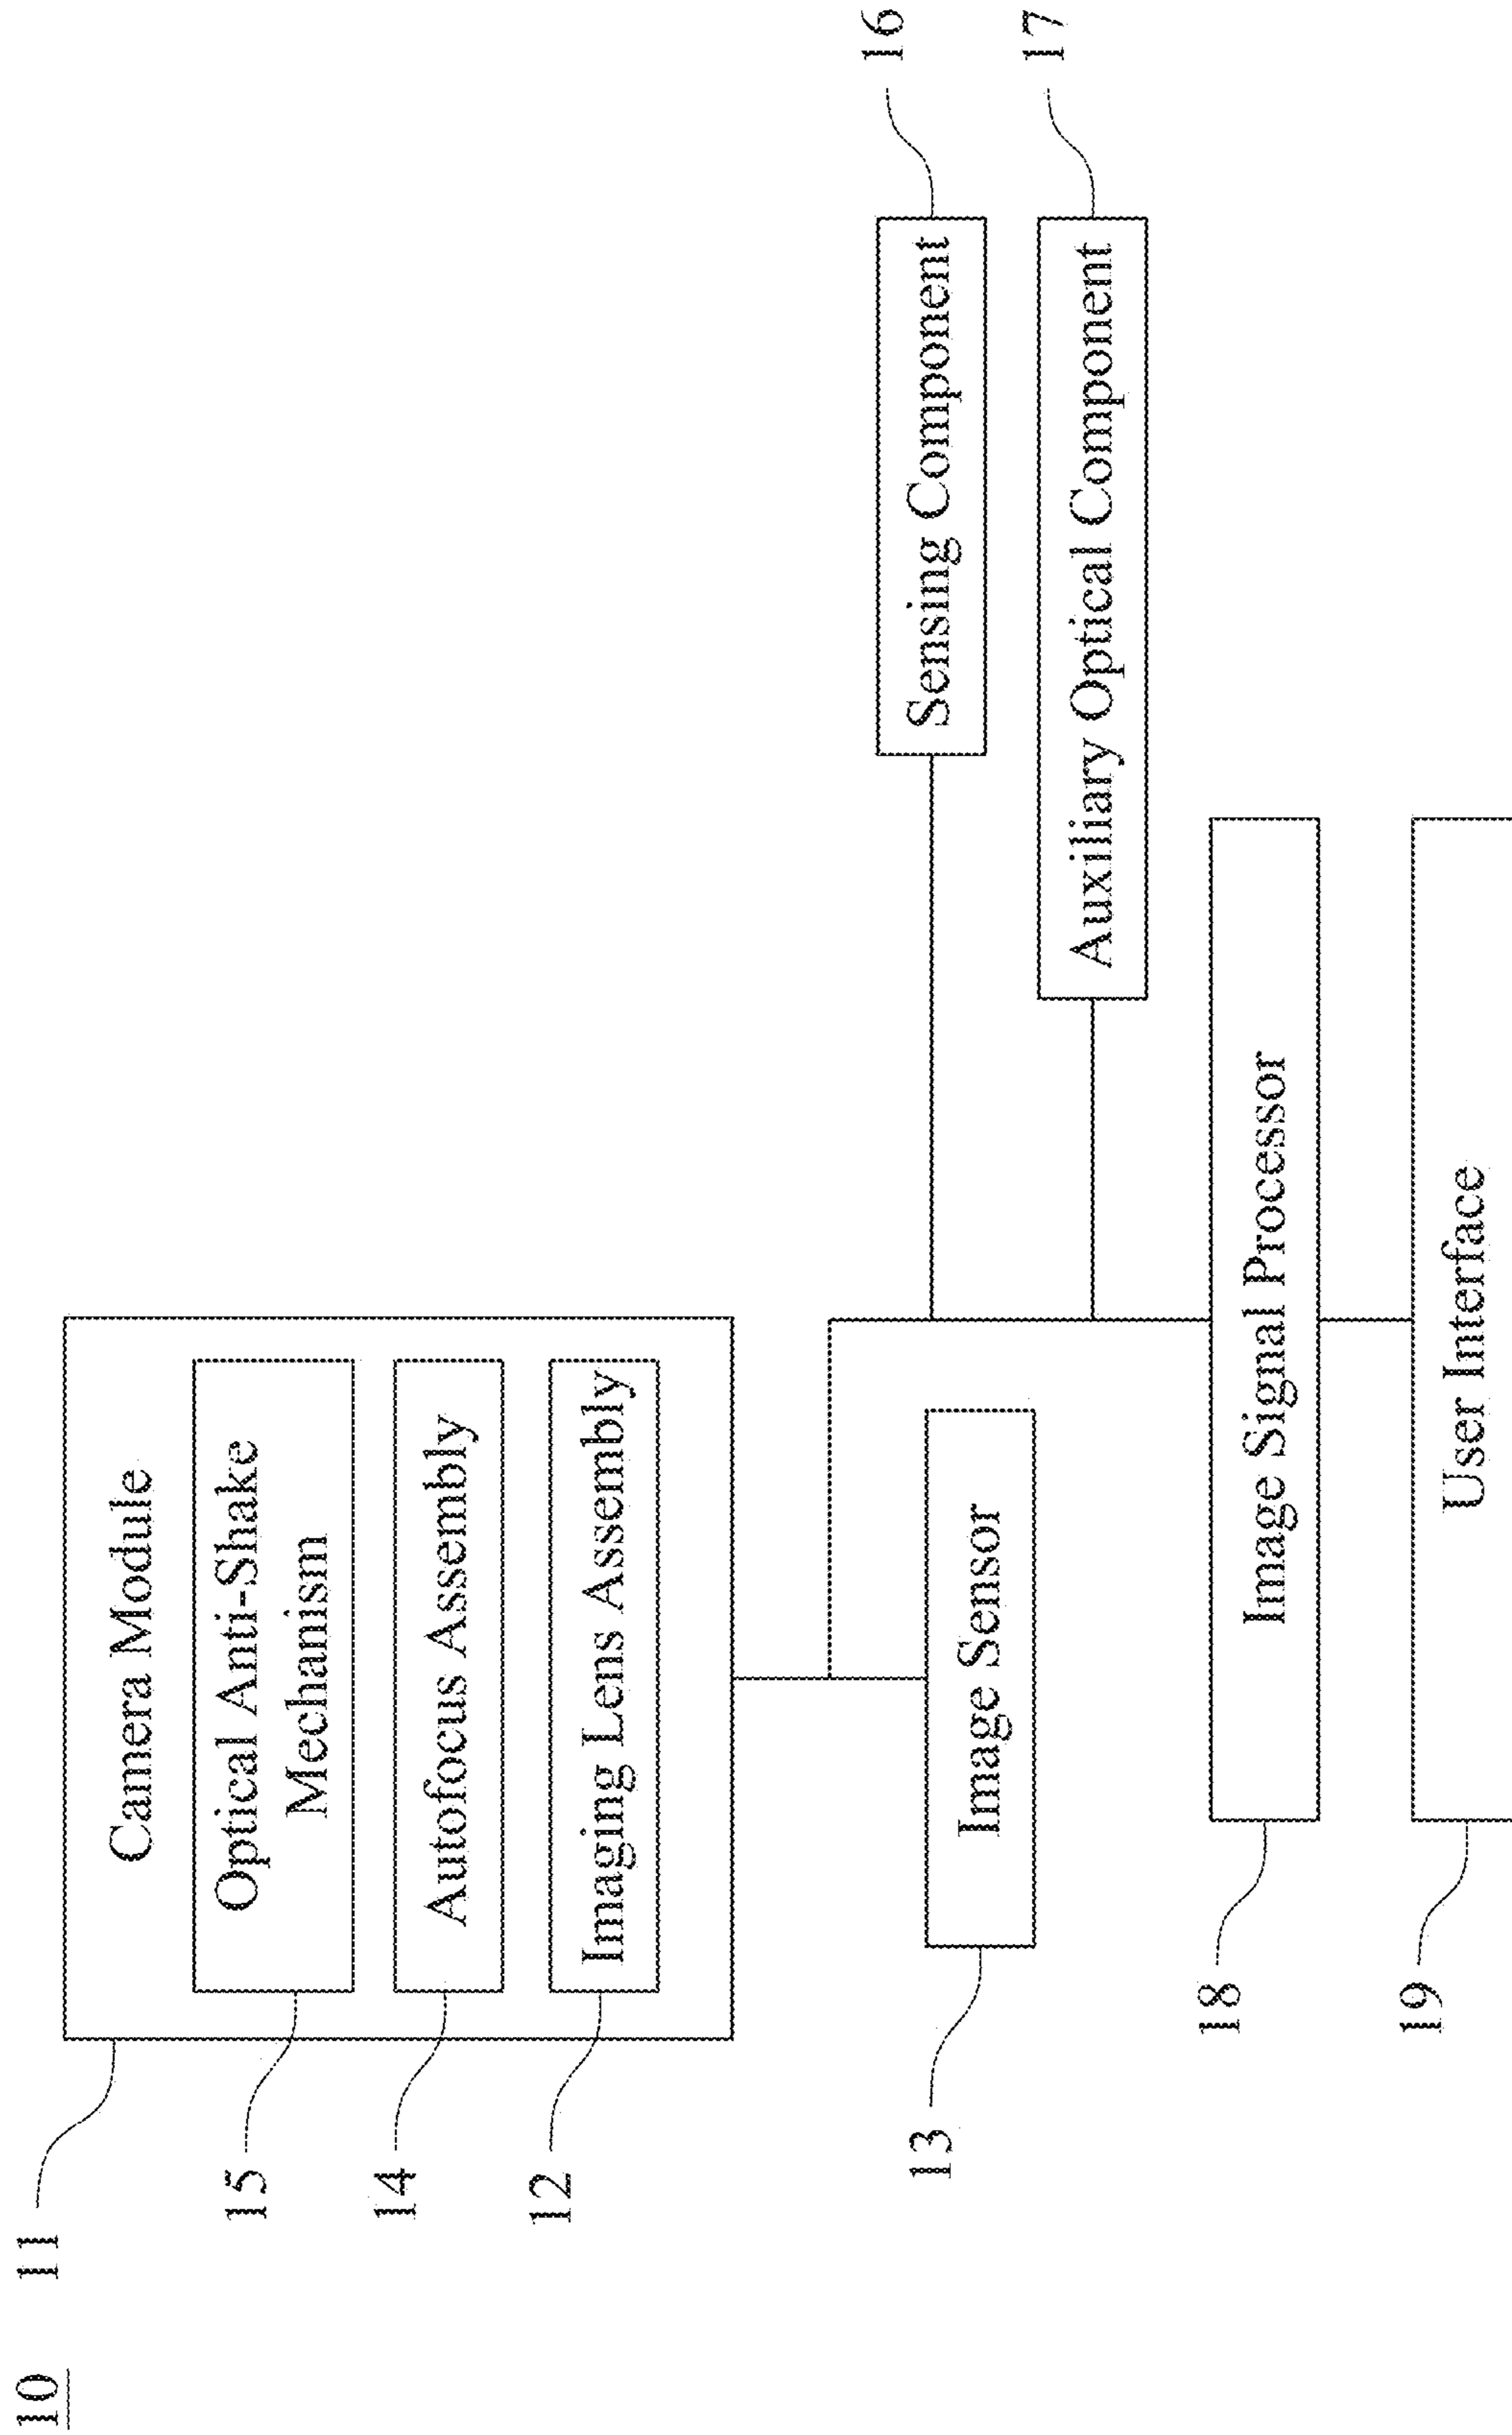 10
11
Camera Module
15
Optical Anti-Shake
Mechanism
14
Autofocus Assembly
12
Imaging Lens Assembly
13
Image Sensor
16
Sensing Component
17
Auxiliary Optical Component
18
Image Signal Processor
19
User Interface